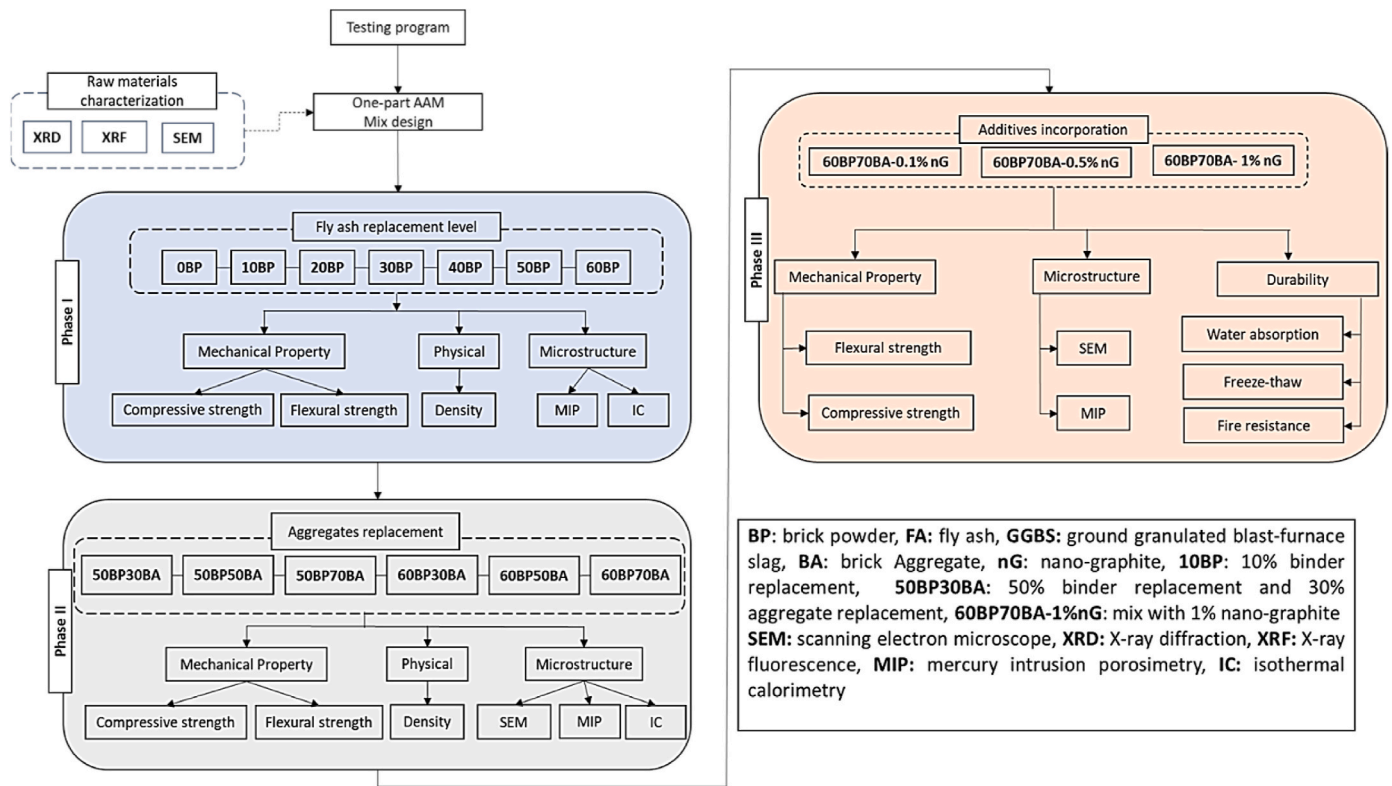 Testing program
Raw materials
characterization
XRD XRF SEM
One-part AAM
Mix design
Phase I
Fly ash replacement level
0BP 10BP 20BP 30BP 40BP 50BP 60BP
Mechanical Property Physical Microstructure
Compressive strength Flexural strength Density MIP IC
Phase II
Aggregates replacement
50BP30BA 50BP50BA 50BP70BA 60BP30BA 60BP50BA 60BP70BA
Mechanical Property Physical Microstructure
Compressive strength Flexural strength Density SEM MIP IC
Phase III
Additives incorporation
60BP70BA-0.1% nG 60BP70BA-0.5% nG 60BP70BA- 1% nG
Mechanical Property Microstructure Durability
Flexural strength SEM Water absorption
Freeze-thaw
Compressive strength MIP Fire resistance
BP: brick powder, FA: fly ash, GGBS: ground granulated blast-furnace
slag, BA: brick Aggregate, nG: nano-graphite, 10BP: 10% binder
replacement, 50BP30BA: 50% binder replacement and 30%
aggregate replacement, 60BP70BA-1%nG: mix with 1% nano-graphite
SEM: scanning electron microscope, XRD: X-ray diffraction, XRF: X-ray
fluorescence, MIP: mercury intrusion porosimetry, IC: isothermal
calorimetry